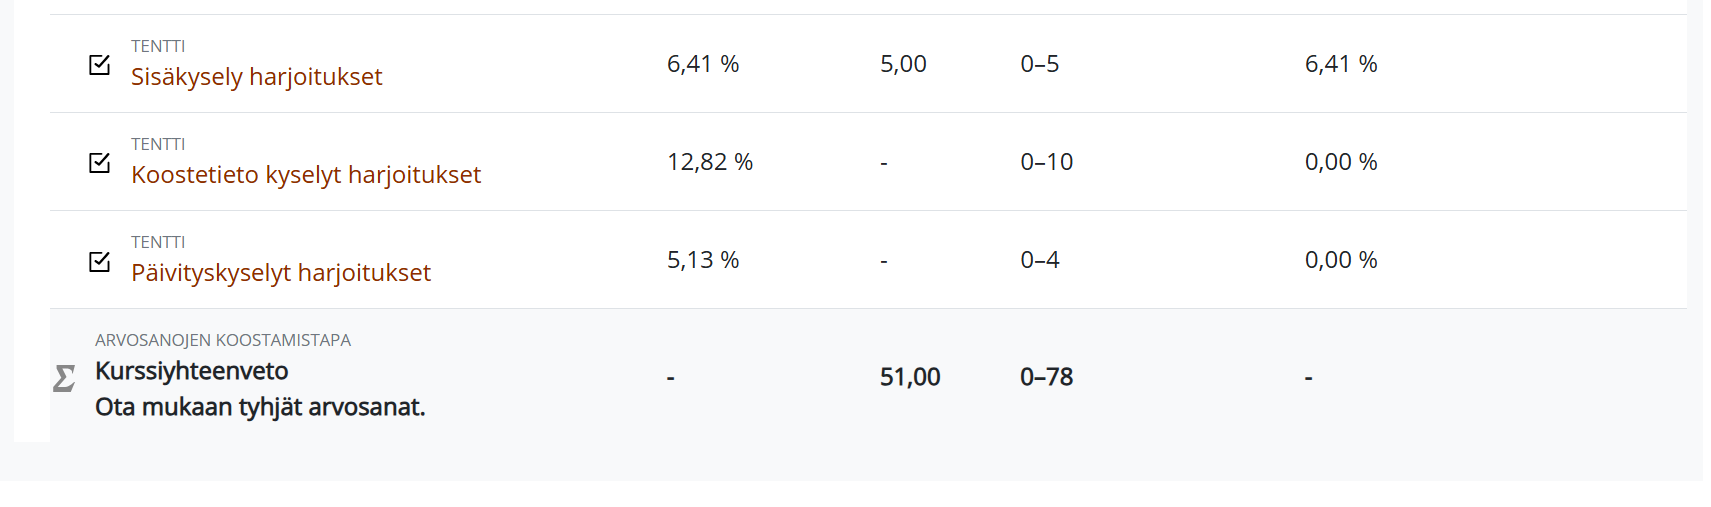 TENTTI
Sisäkysely harjoitukset
6,41 % 5,00 0–5 6,41 %
TENTTI
Koostetieto kyselyt harjoitukset
12,82 % - 0–10 0,00 %
TENTTI
Päivityskyselyt harjoitukset
5,13 % - 0–4 0,00 %
ARVOSANOJEN KOOSTAMISTAPA
Σ Kurssiyhteenveto
- 51,00 0–78 -
Ota mukaan tyhjät arvosanat.